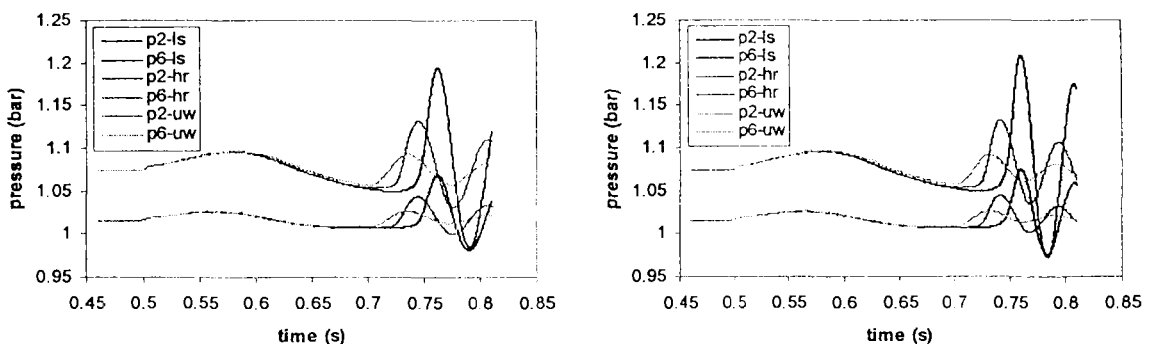 1.25
1.2
1.15
1.1
1.05
1
0.95
pressure (bar)
p2-ls
p6-ls
p2-hr
p6-hr
p2-uw
p6-uw
0.45 0.5 0.55 0.6 0.65 0.7 0.75 0.8 0.85
time (s)
1.25
1.2
1.15
1.1
1.05
1
0.95
pressure (bar)
p2-ls
p6-ls
p2-hr
p6-hr
p2-uw
p6-uw
0.45 0.5 0.55 0.6 0.65 0.7 0.75 0.8 0.85
time (s)